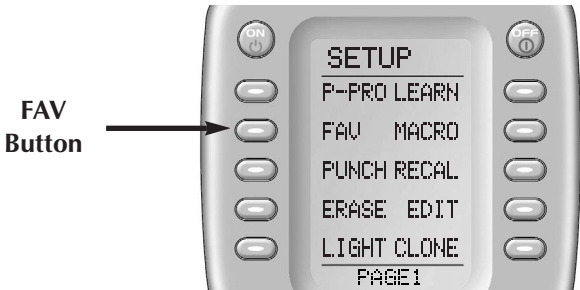 ON
OFF
SETUP
P-PRO LEARN
FAV MACRO
PUNCH RECAL
ERASE EDIT
LIGHT CLONE
PAGE1
FAV
Button